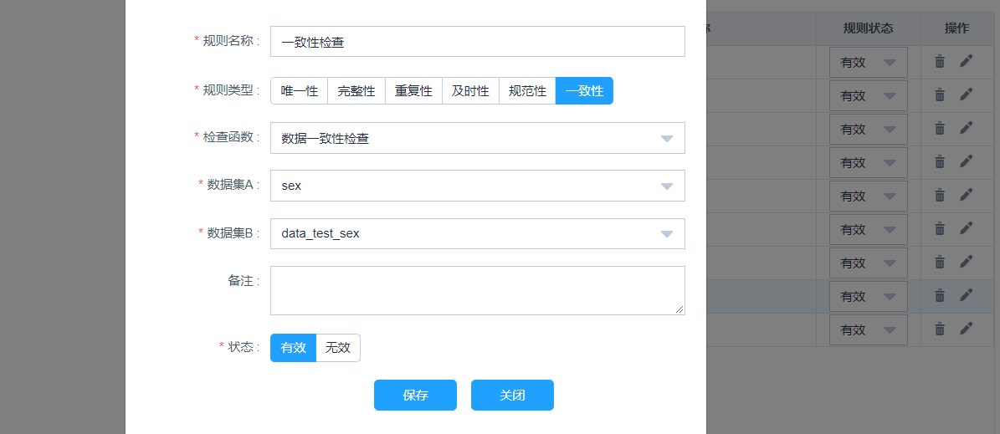 称 规则状态 操作
* 规则名称 : 一致性检查
有效
* 规则类型 : 唯一性 完整性 重复性 及时性 规范性 一致性
有效
有效
* 检查函数 : 数据一致性检查
有效
* 数据集A : sex
有效
有效
* 数据集B : data_test_sex
有效
备注 :
有效
有效
* 状态 : 有效 无效
保存 关闭